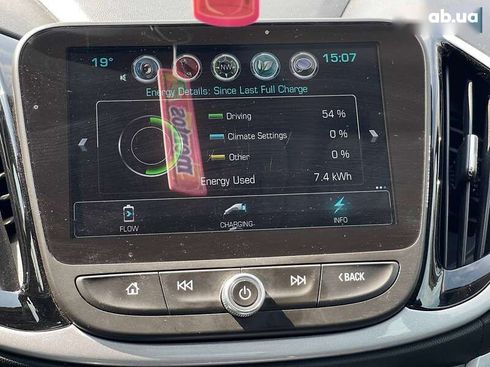 ab.ua
19°
NW
15:07
Energy Details: Since Last Full Charge
Driving 54 %
Climate Settings 0 %
Other 0 %
Energy Used 7.4 kWh
FLOW
CHARGING
INFO
BACK